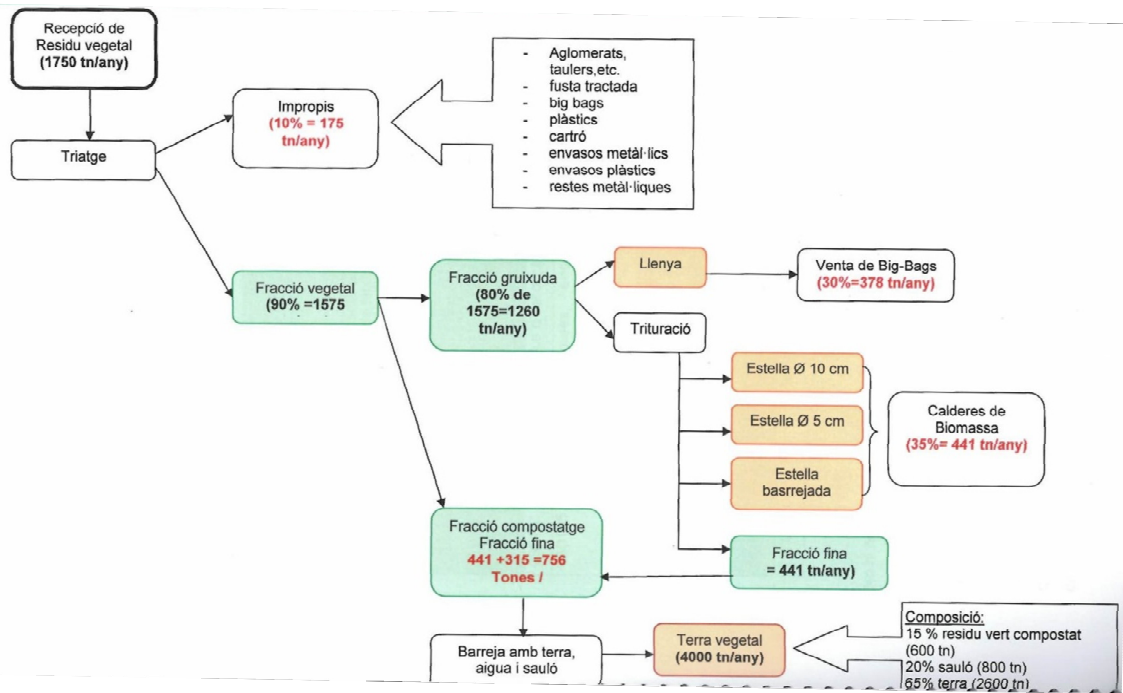 Recepció de
Residu vegetal
(1750 tn/any)
Triatge
Impropis
(10% = 175
tn/any)
- Aglomerats,
taulers,etc.
- fusta tractada
- big bags
- plàstics
- cartró
- envasos metàl·lics
- envasos plàstics
- restes metàl·liques
Fracció vegetal
(90% =1575
Fracció gruixuda
(80% de
1575=1260
tn/any)
Llenya
Venta de Big-Bags
(30%=378 tn/any)
Trituració
Estella Ø 10 cm
Estella Ø 5 cm
Estella
basrrejada
Calderes de
Biomassa
(35%= 441 tn/any)
Fracció compostatge
Fracció fina
441 +315 =756
Tones /
Fracció fina
= 441 tn/any)
Barreja amb terra,
aigua i sauló
Terra vegetal
(4000 tn/any)
Composició:
15 % residu vert compostat
(600 tn)
20% sauló (800 tn)
65% terra (2600 tn)